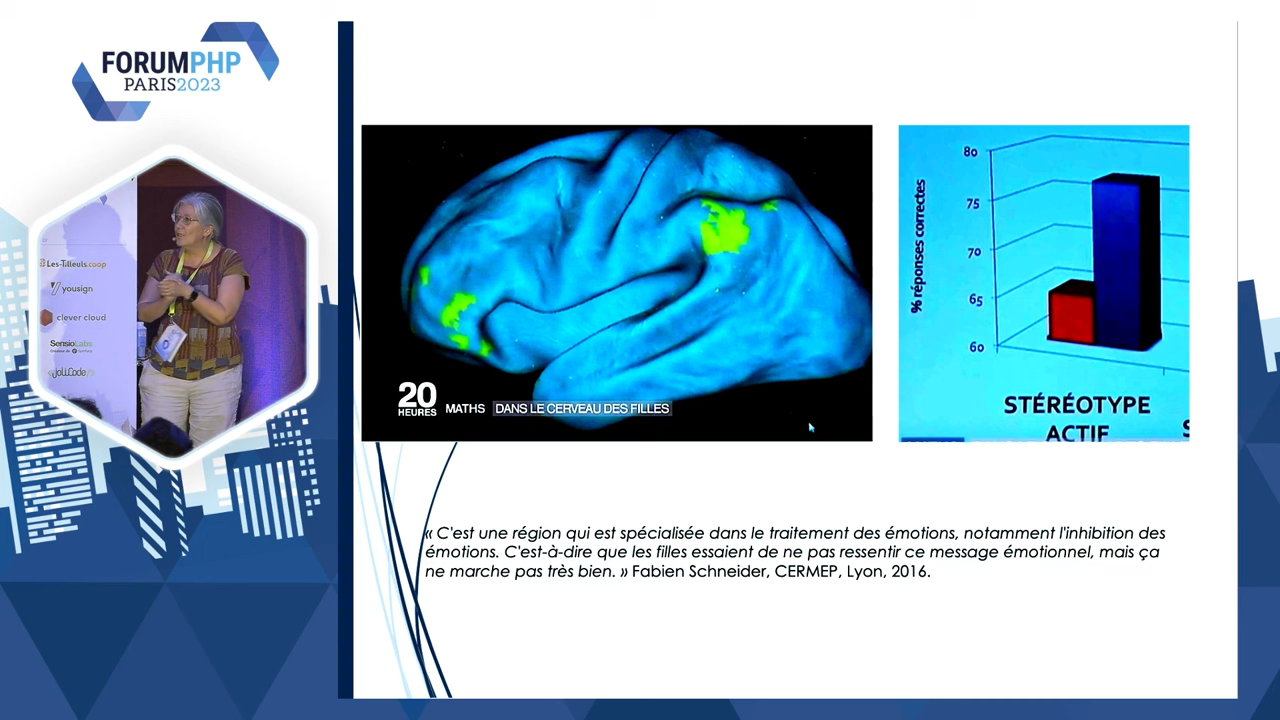 FORUMPHP
PARIS2023
Les-Tilleuls.coop
yousign
clever cloud
SensioLabs
JoliCode
20
HEURES
MATHS DANS LE CERVEAU DES FILLES
% réponses correctes
80
75
70
65
60
STÉRÉOTYPE
ACTIF
S
« C'est une région qui est spécialisée dans le traitement des émotions, notamment l'inhibition des
émotions. C'est-à-dire que les filles essaient de ne pas ressentir ce message émotionnel, mais ça
ne marche pas très bien. » Fabien Schneider, CERMEP, Lyon, 2016.